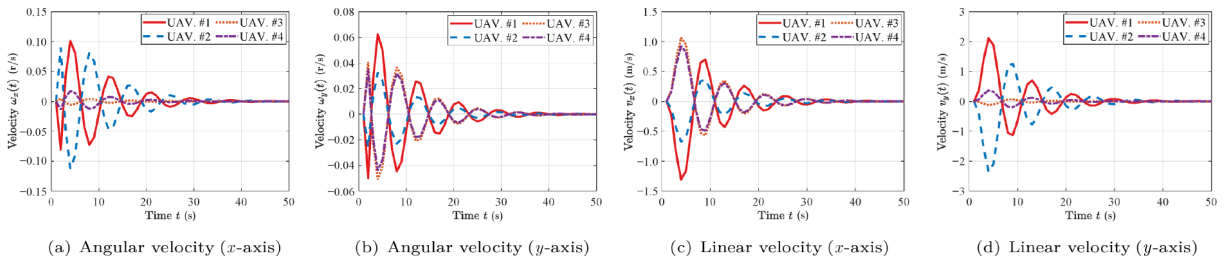 UAV. #1 UAV. #3
UAV. #2 UAV. #4
0.15
0.10
0.05
0
−0.05
−0.10
−0.15
Velocity ωx(t) (r/s)
0 10 20 30 40 50
Time t (s)
(a) Angular velocity (x-axis)
UAV. #1 UAV. #3
UAV. #2 UAV. #4
0.08
0.06
0.04
0.02
0
−0.02
−0.04
−0.06
Velocity ωy(t) (r/s)
0 10 20 30 40 50
Time t (s)
(b) Angular velocity (y-axis)
UAV. #1 UAV. #3
UAV. #2 UAV. #4
1.5
1.0
0.5
0
−0.5
−1.0
−1.5
Velocity vx(t) (m/s)
0 10 20 30 40 50
Time t (s)
(c) Linear velocity (x-axis)
UAV. #1 UAV. #3
UAV. #2 UAV. #4
3
2
1
0
−1
−2
−3
Velocity vy(t) (m/s)
0 10 20 30 40 50
Time t (s)
(d) Linear velocity (y-axis)